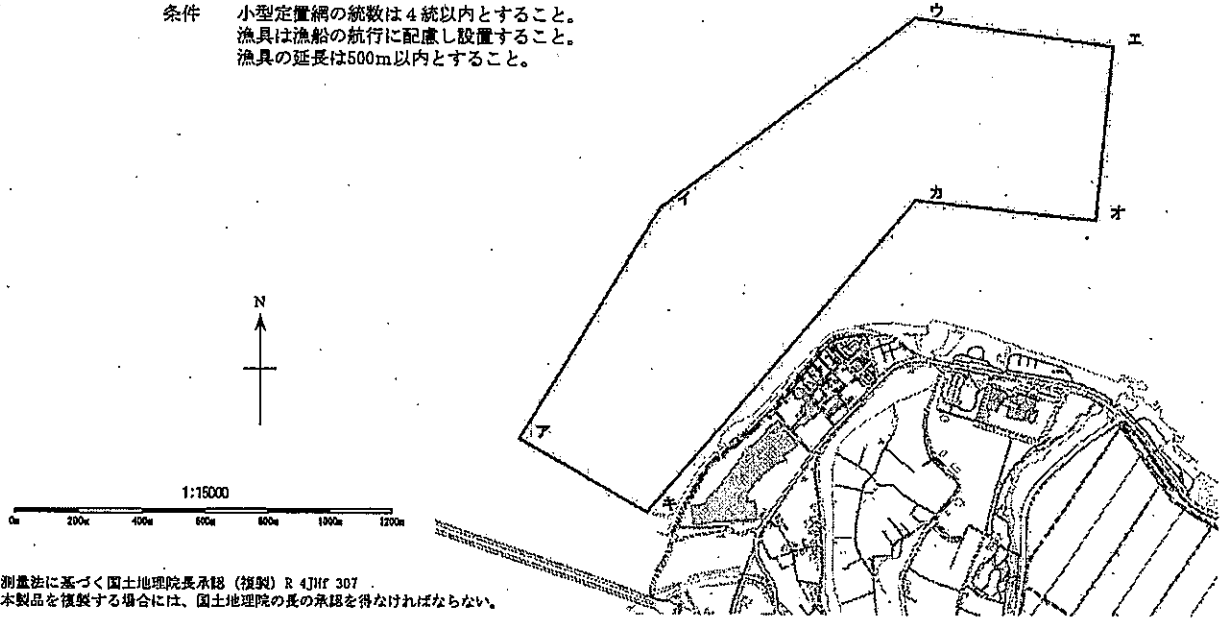 条件　小型定置網の統数は4統以内とすること。
漁具は漁船の航行に配慮し設置すること。
漁具の延長は500m以内とすること。
ウ
エ
イ
カ
オ
N
ア
キ
1:15000
0m 200m 400m 600m 800m 1000m 1200m
測量法に基づく国土地理院長承認（複製）R 4JHf 307
本製品を複製する場合には、国土地理院の長の承認を得なければならない。